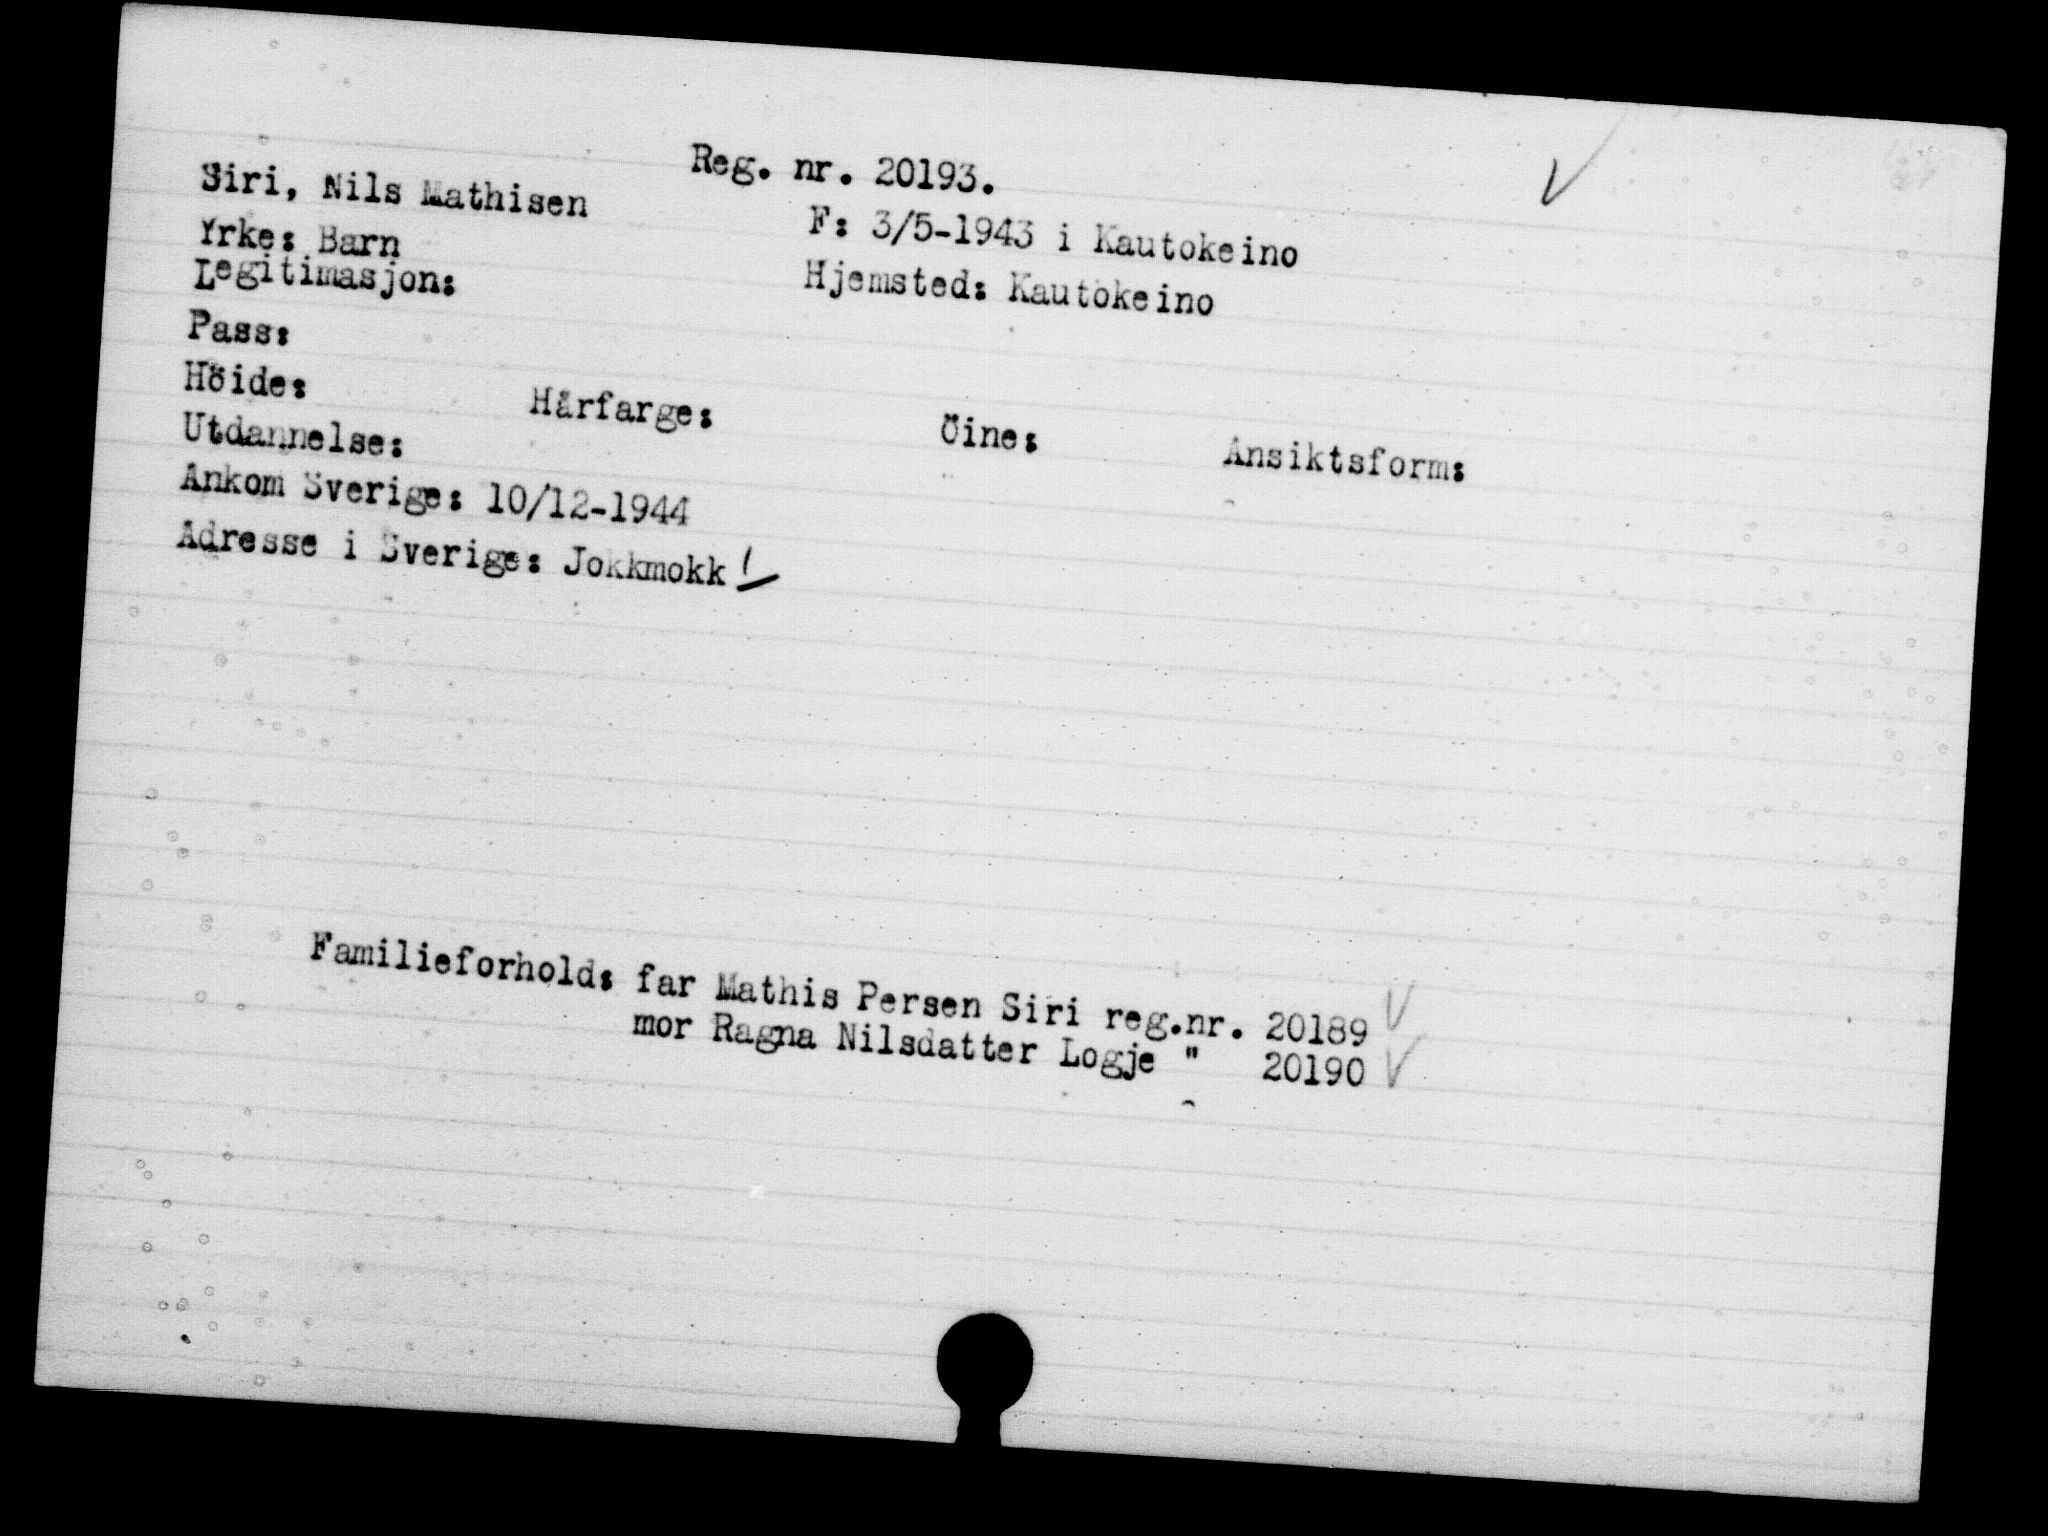 Reg. nr. 20193.
Siri, Nils Mathisen
F: 3/5-1943 i Kautokeino
Yrke: Barn
Hjemsted: Kautokeino
Legitimasjon:
Pass:
Höide: Hårfarge: Öine: Ansiktsform:
Utdannelse:
Ankom Sverige: 10/12-1944
Adresse i Sverige: Jokkmokk
Familieforhold: far Mathis Persen Siri reg.nr. 20189
mor Ragna Nilsdatter Logje " 20190